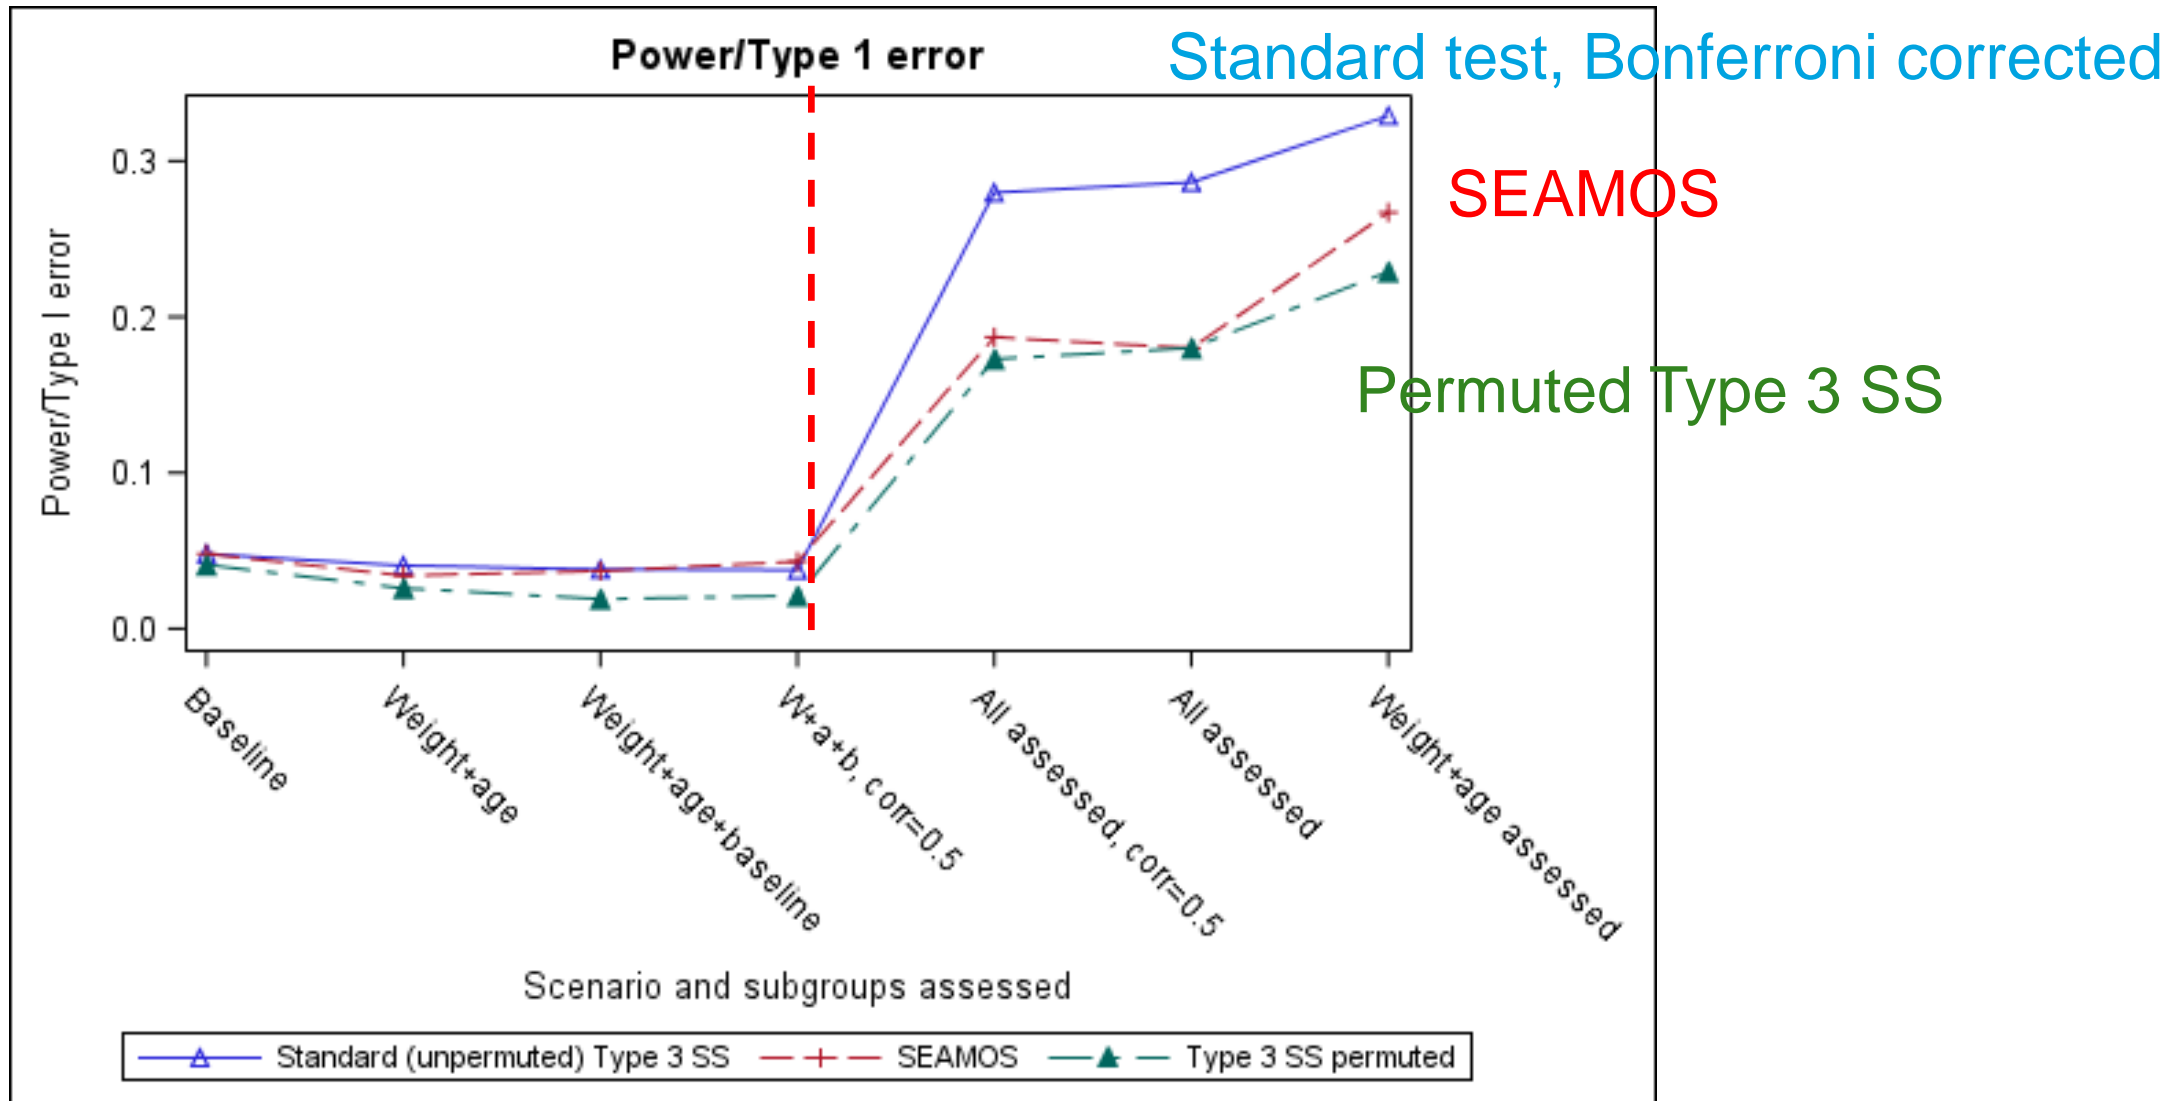 Power/Type 1 error
Standard test, Bonferroni corrected
SEAMOS
Permuted Type 3 SS
Power/Type I error
0.3
0.2
0.1
0.0
Baseline
Weight+age
Weight+age+baseline
W+a+b, corr=0.5
All assessed, corr=0.5
All assessed
Weight+age assessed
Scenario and subgroups assessed
Standard (unpermuted) Type 3 SS
SEAMOS
Type 3 SS permuted